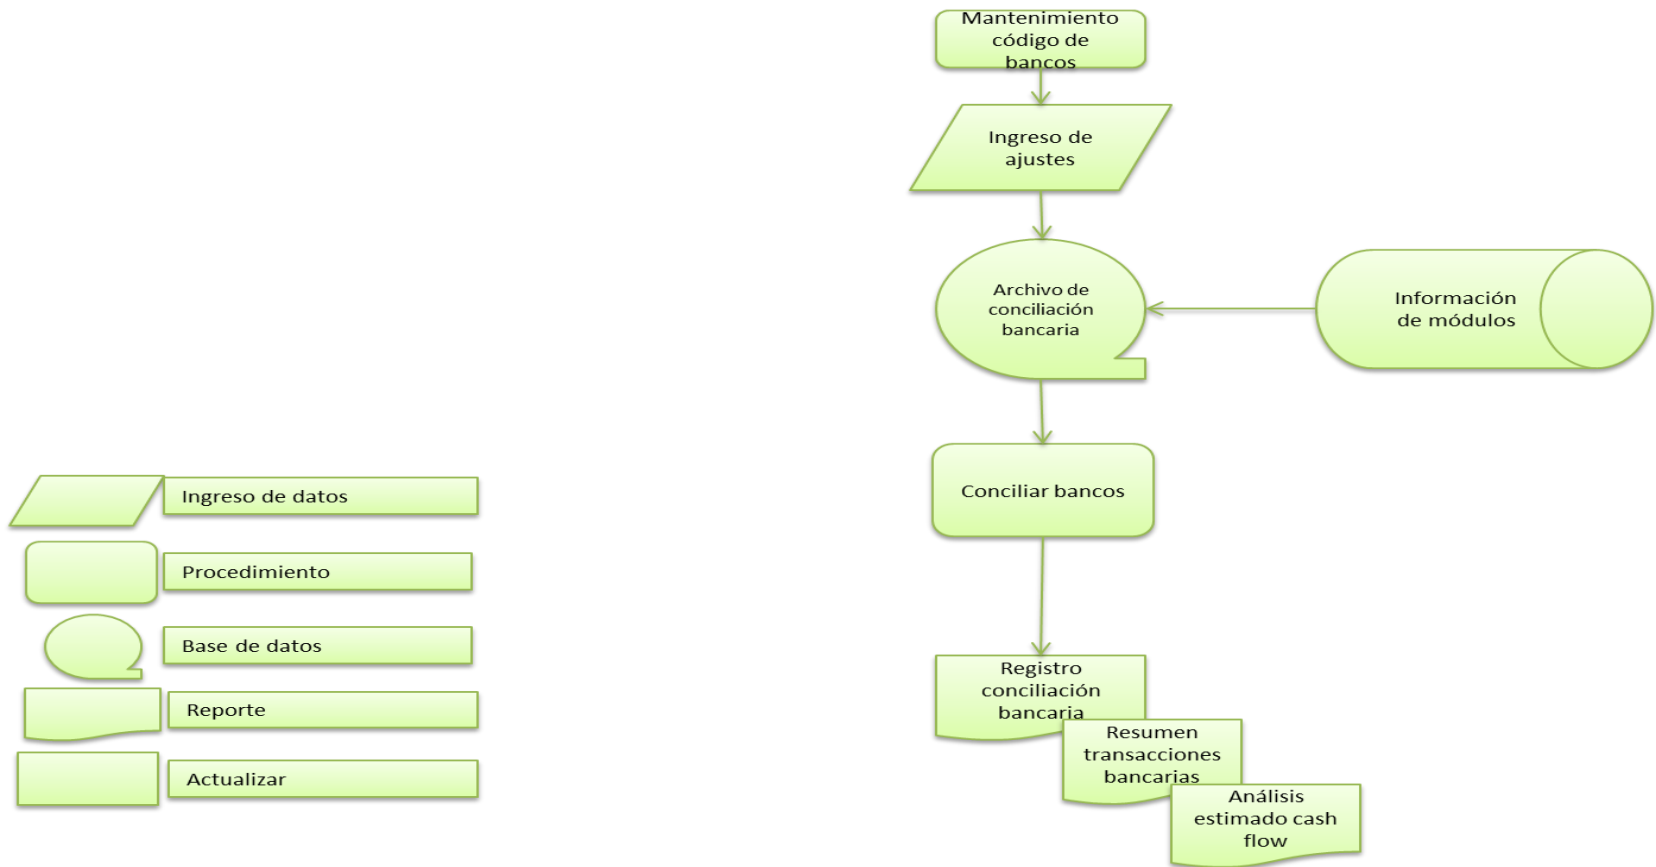 Mantenimiento
código de
bancos
Ingreso de
ajustes
Archivo de
conciliación
bancaria
Información
de módulos
Conciliar bancos
Ingreso de datos
Procedimiento
Base de datos
Reporte
Actualizar
Registro
conciliación
bancaria
Resumen
transacciones
bancarias
Análisis
estimado cash
flow